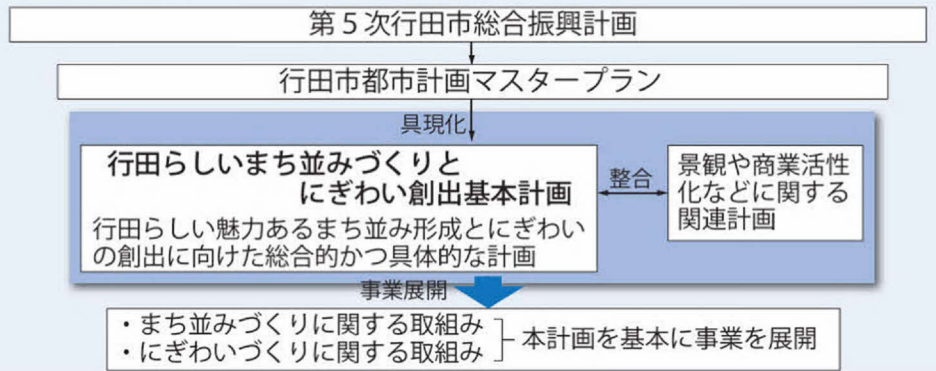 第5次行田市総合振興計画
行田市都市計画マスタープラン
具現化
行田らしいまち並みづくりと
にぎわい創出基本計画
行田らしい魅力あるまち並み形成とにぎわい
の創出に向けた総合的かつ具体的な計画
整合
景観や商業活性
化などに関する
関連計画
事業展開
・まち並みづくりに関する取組み
・にぎわいづくりに関する取組み
本計画を基本に事業を展開